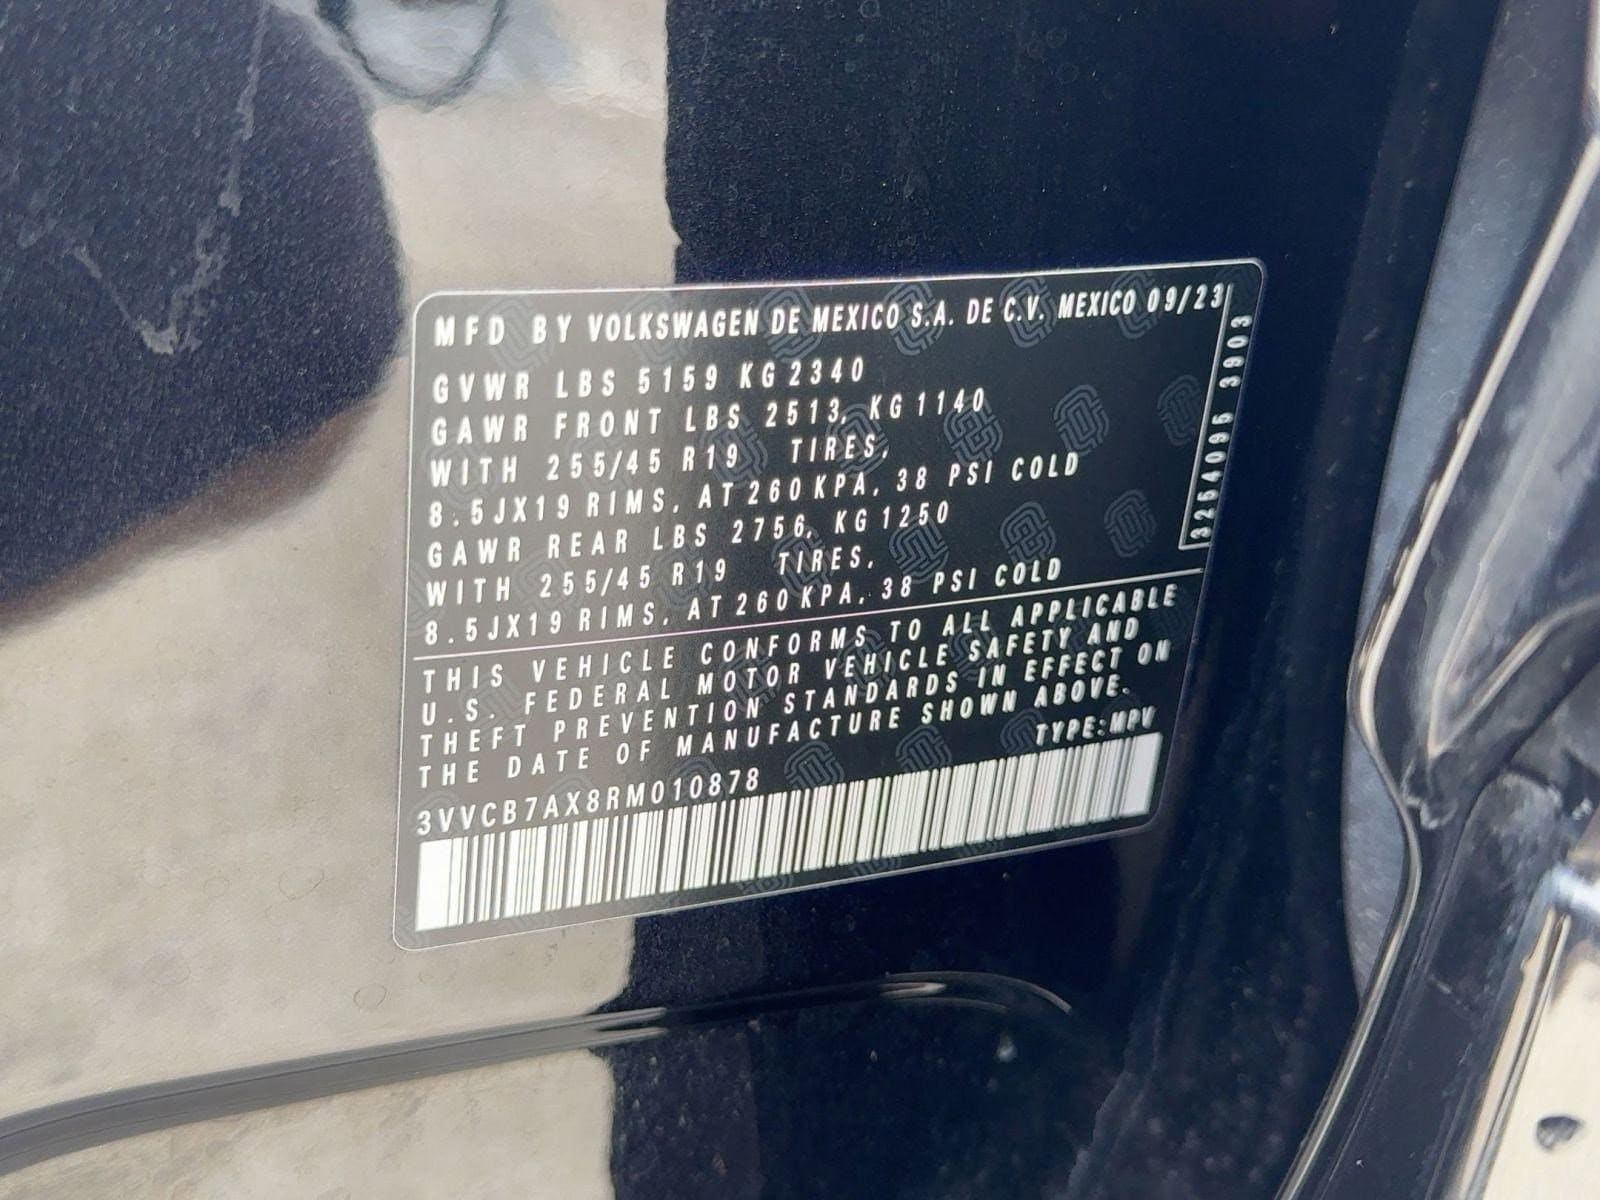 MFD BY VOLKSWAGEN DE MEXICO S.A. DE C.V. MEXICO 09/23
GVWR LBS 5159 KG 2340
GAWR FRONT LBS 2513, KG 1140
WITH 255/45 R19 TIRES,
8.5JX19 RIMS, AT 260 KPA, 38 PSI COLD
GAWR REAR LBS 2756, KG 1250
WITH 255/45 R19 TIRES,
8.5JX19 RIMS, AT 260 KPA, 38 PSI COLD
3264095 3903
THIS VEHICLE CONFORMS TO ALL APPLICABLE
U.S. FEDERAL MOTOR VEHICLE SAFETY AND
THEFT PREVENTION STANDARDS IN EFFECT ON
THE DATE OF MANUFACTURE SHOWN ABOVE.
TYPE:MPV
3VVCB7AX8RM010878